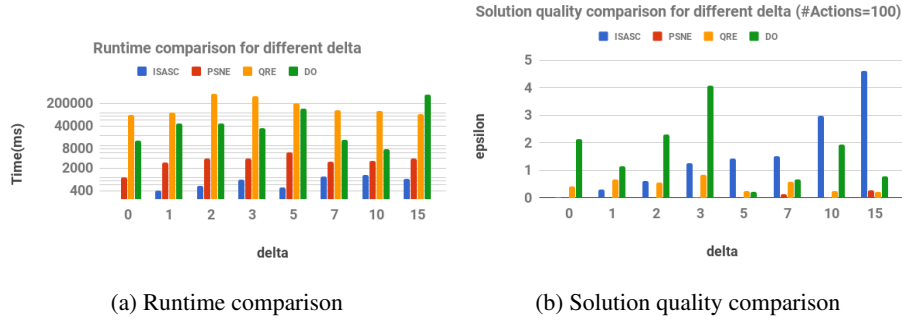 Runtime comparison for different delta
ISASC PSNE QRE DO
200000
40000
8000
2000
400
Time(ms)
0 1 2 3 5 7 10 15
delta
(a) Runtime comparison
Solution quality comparison for different delta (#Actions=100)
ISASC PSNE QRE DO
5
4
3
2
1
0
epsilon
0 1 2 3 5 7 10 15
delta
(b) Solution quality comparison